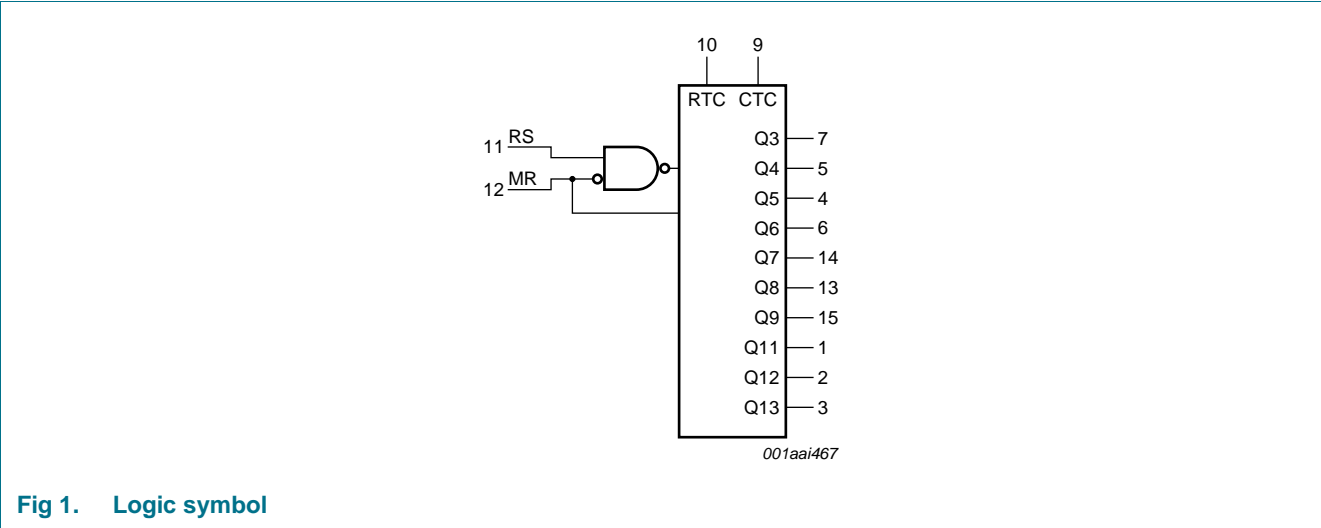 10 9
RTC CTC
11 RS
12 MR
Q3 7
Q4 5
Q5 4
Q6 6
Q7 14
Q8 13
Q9 15
Q11 1
Q12 2
Q13 3
001aai467
Fig 1. Logic symbol